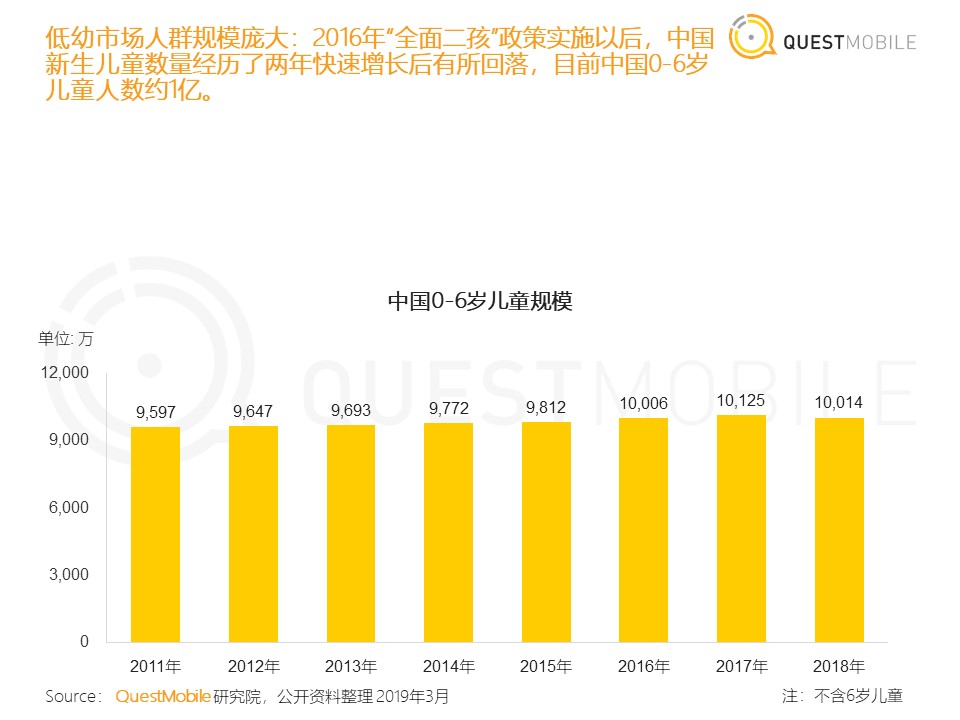 低幼市场人群规模庞大：2016年“全面二孩”政策实施以后，中国
新生儿童数量经历了两年快速增长后有所回落，目前中国0-6岁
儿童人数约1亿。
QUESTMOBILE
中国0-6岁儿童规模
单位: 万
QUESTMOBILE
12,000
9,000
6,000
3,000
0
9,597 9,647 9,693 9,772 9,812 10,006 10,125 10,014
2011年 2012年 2013年 2014年 2015年 2016年 2017年 2018年
Source： QuestMobile研究院，公开资料整理 2019年3月
注：不含6岁儿童